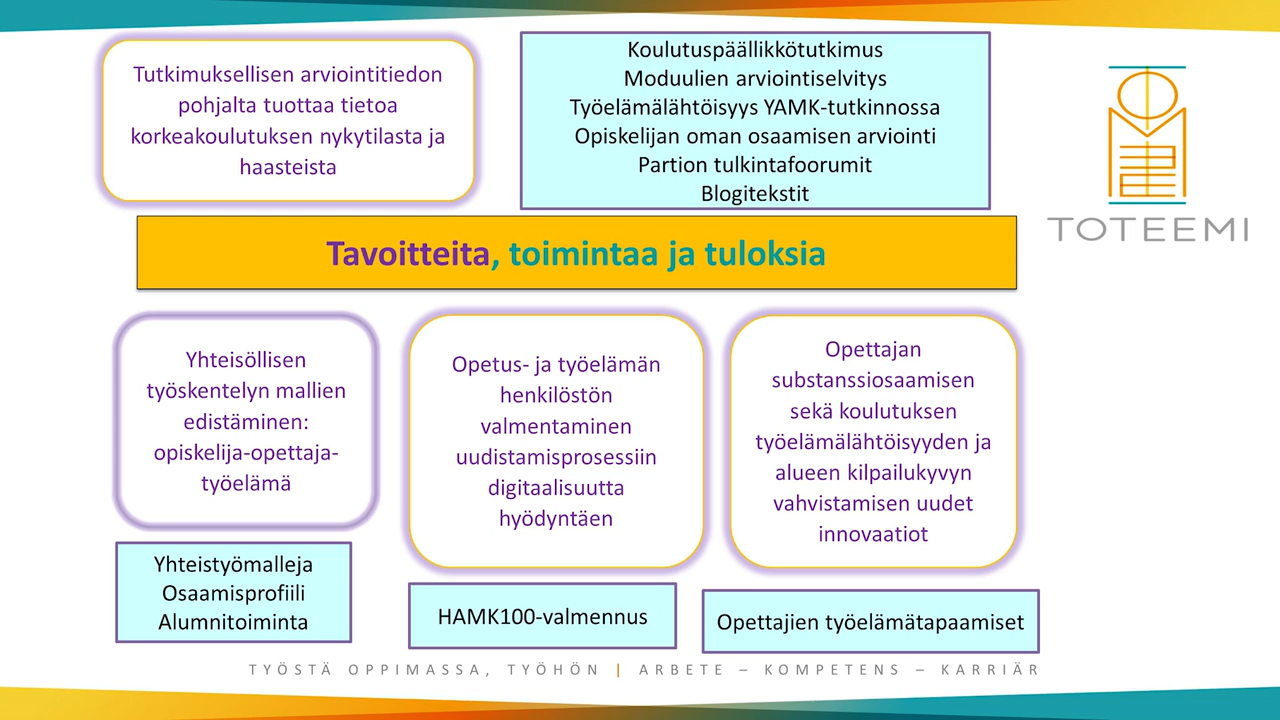 Tutkimuksellisen arviointitiedon
pohjalta tuottaa tietoa
korkeakoulutuksen nykytilasta ja
haasteista
Koulutuspäällikkötutkimus
Moduulien arviointiselvitys
Työelämälähtöisyys YAMK-tutkinnossa
Opiskelijan oman osaamisen arviointi
Partion tulkintafoorumit
Blogitekstit
TOTEEMI
Tavoitteita, toimintaa ja tuloksia
Yhteisöllisen
työskentelyn mallien
edistäminen:
opiskelija-opettaja-
työelämä
Opetus- ja työelämän
henkilöstön
valmentaminen
uudistamisprosessiin
digitaalisuutta
hyödyntäen
Opettajan
substanssiosaamisen
sekä koulutuksen
työelämälähtöisyyden ja
alueen kilpailukyvyn
vahvistamisen uudet
innovaatiot
Yhteistyömalleja
Osaamisprofiili
Alumnitoiminta
HAMK100-valmennus
Opettajien työelämätapaamiset
TYÖSTÄ OPPIMASSA, TYÖHÖN | ARBETE – KOMPETENS – KARRIÄR